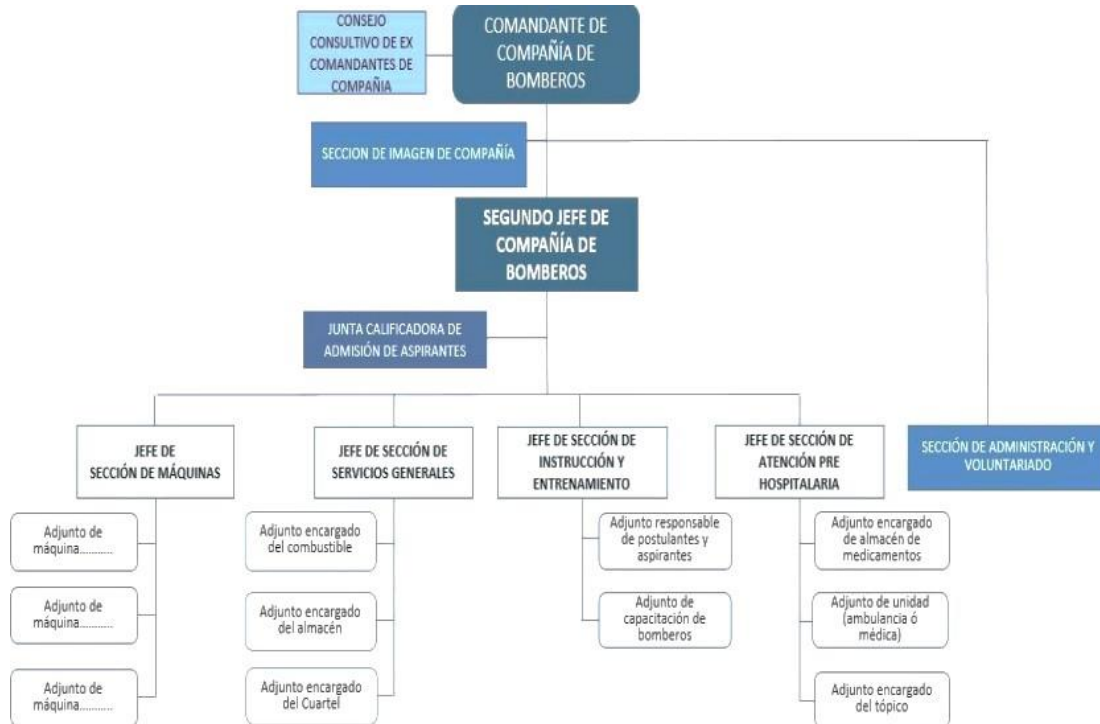 CONSEJO
CONSULTIVO DE EX
COMANDANTES DE
COMPAÑIA
COMANDANTE DE
COMPAÑÍA DE
BOMBEROS
SECCION DE IMAGEN DE COMPAÑÍA
SEGUNDO JEFE DE
COMPAÑÍA DE
BOMBEROS
JUNTA CALIFICADORA DE
ADMISIÓN DE ASPIRANTES
JEFE DE
SECCIÓN DE MÁQUINAS
JEFE DE SECCIÓN DE
SERVICIOS GENERALES
JEFE DE SECCIÓN DE
INSTRUCCIÓN Y
ENTRENAMIENTO
JEFE DE SECCIÓN DE
ATENCIÓN PRE
HOSPITALARIA
SECCIÓN DE ADMINISTRACIÓN Y
VOLUNTARIADO
Adjunto de
máquina...........
Adjunto de
máquina...........
Adjunto de
máquina...........
Adjunto encargado
del combustible
Adjunto encargado
del almacén
Adjunto encargado
del Cuartel
Adjunto responsable
de postulantes y
aspirantes
Adjunto de
capacitación de
bomberos
Adjunto encargado
de almacén de
medicamentos
Adjunto de unidad
(ambulancia ó
médica)
Adjunto encargado
del tópico